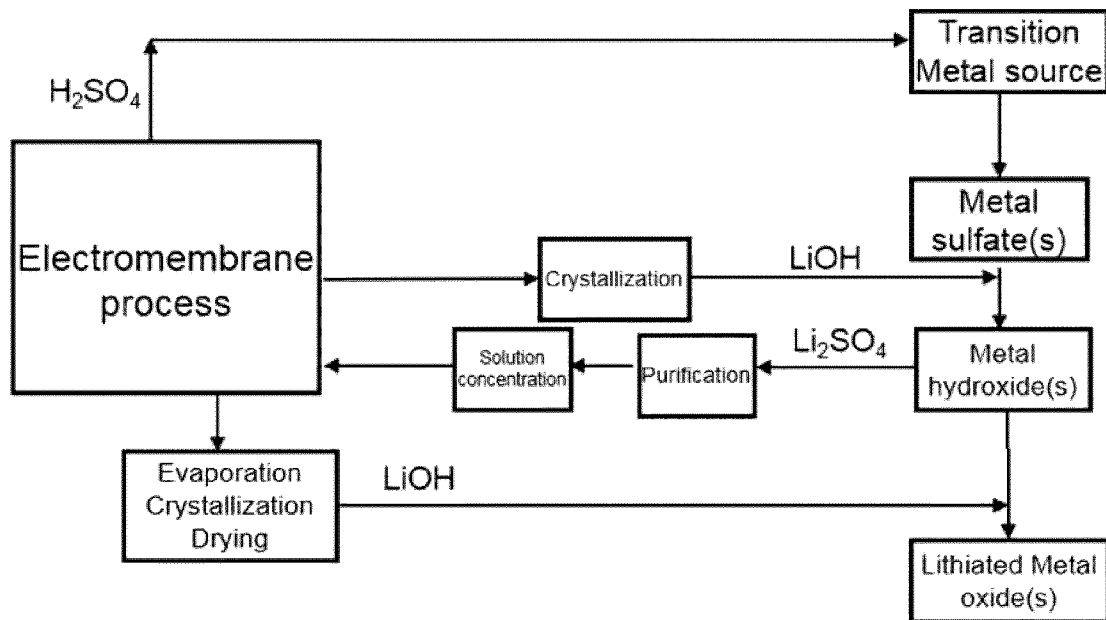 Transition
Metal source
H₂SO₄
Metal
sulfate(s)
Electromembrane
process
Crystallization
LiOH
Li₂SO₄
Solution
concentration
Purification
Metal
hydroxide(s)
Evaporation
Crystallization
Drying
LiOH
Lithiated Metal
oxide(s)